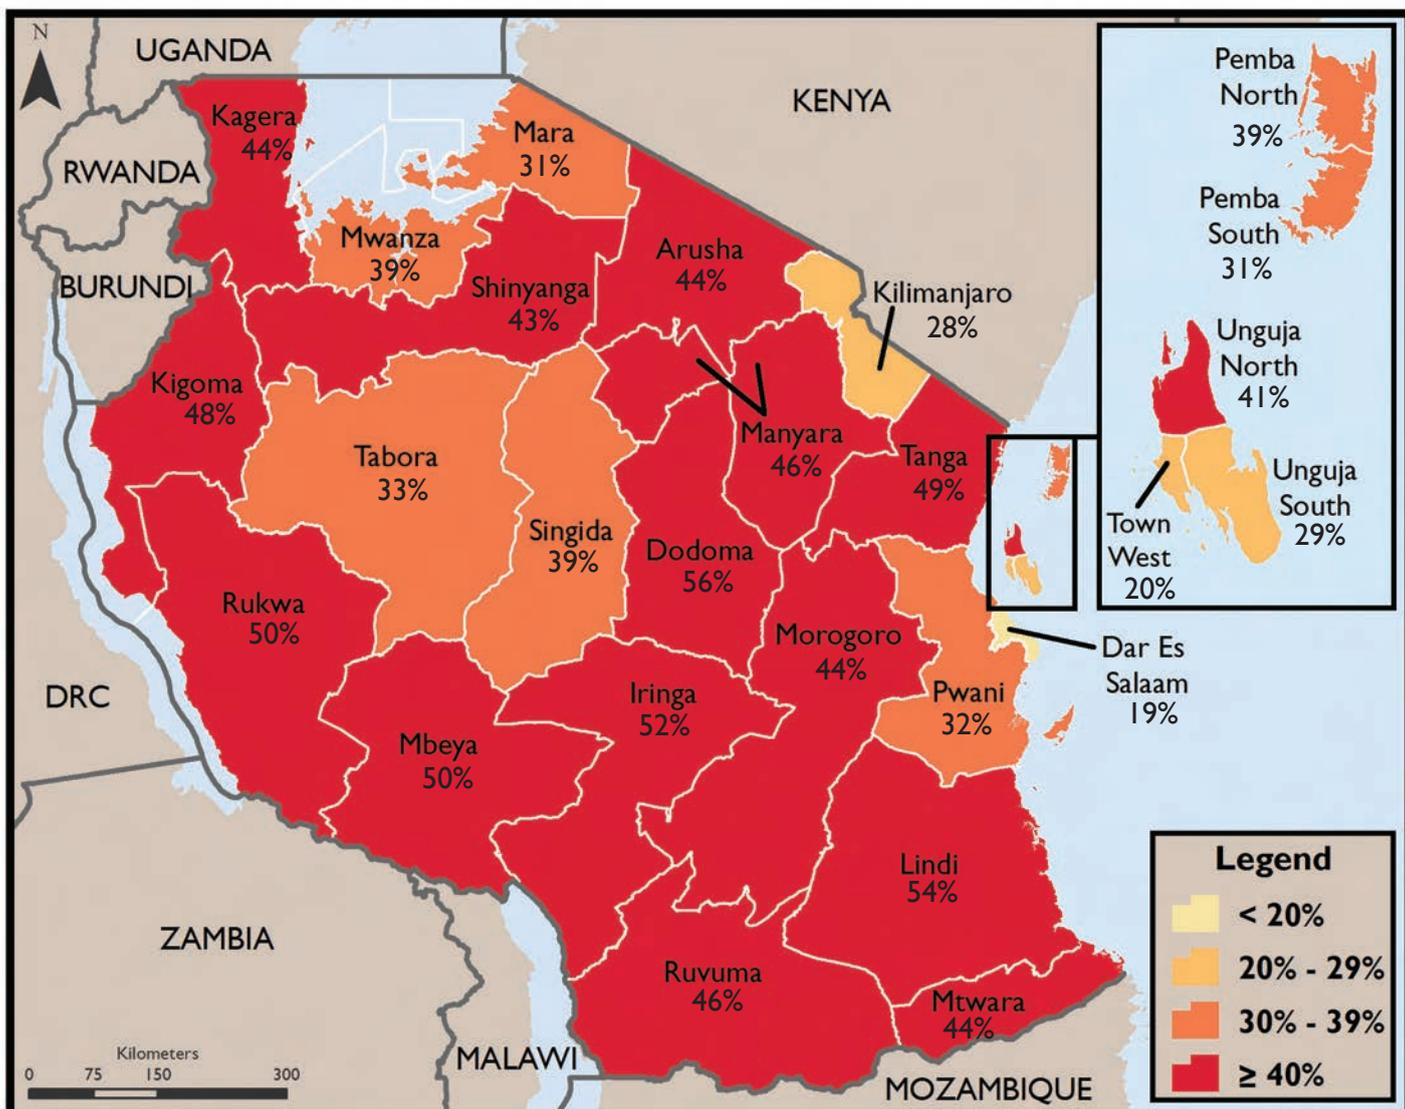 N
UGANDA
KENYA
RWANDA
BURUNDI
DRC
ZAMBIA
MALAWI
MOZAMBIQUE
Kagera
44%
Mara
31%
Mwanza
39%
Shinyanga
43%
Arusha
44%
Kilimanjaro
28%
Kigoma
48%
Tabora
33%
Singida
39%
Manyara
46%
Tanga
49%
Dodoma
56%
Rukwa
50%
Morogoro
44%
Dar Es
Salaam
19%
Pwani
32%
Iringa
52%
Mbeya
50%
Lindi
54%
Ruvuma
46%
Mtwara
44%
Pemba
North
39%
Pemba
South
31%
Unguja
North
41%
Unguja
South
29%
Town
West
20%
Legend
< 20%
20% - 29%
30% - 39%
≥ 40%
Kilometers
0 75 150 300